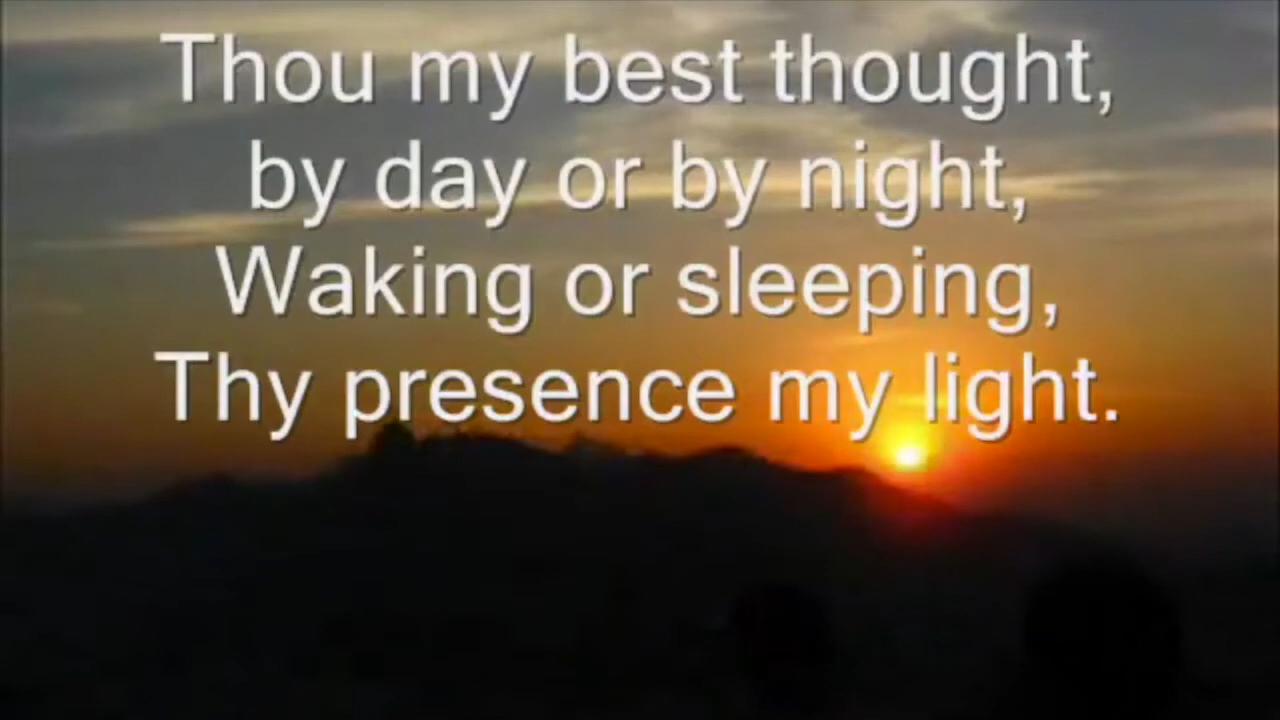 Thou my best thought,
by day or by night,
Waking or sleeping,
Thy presence my light.